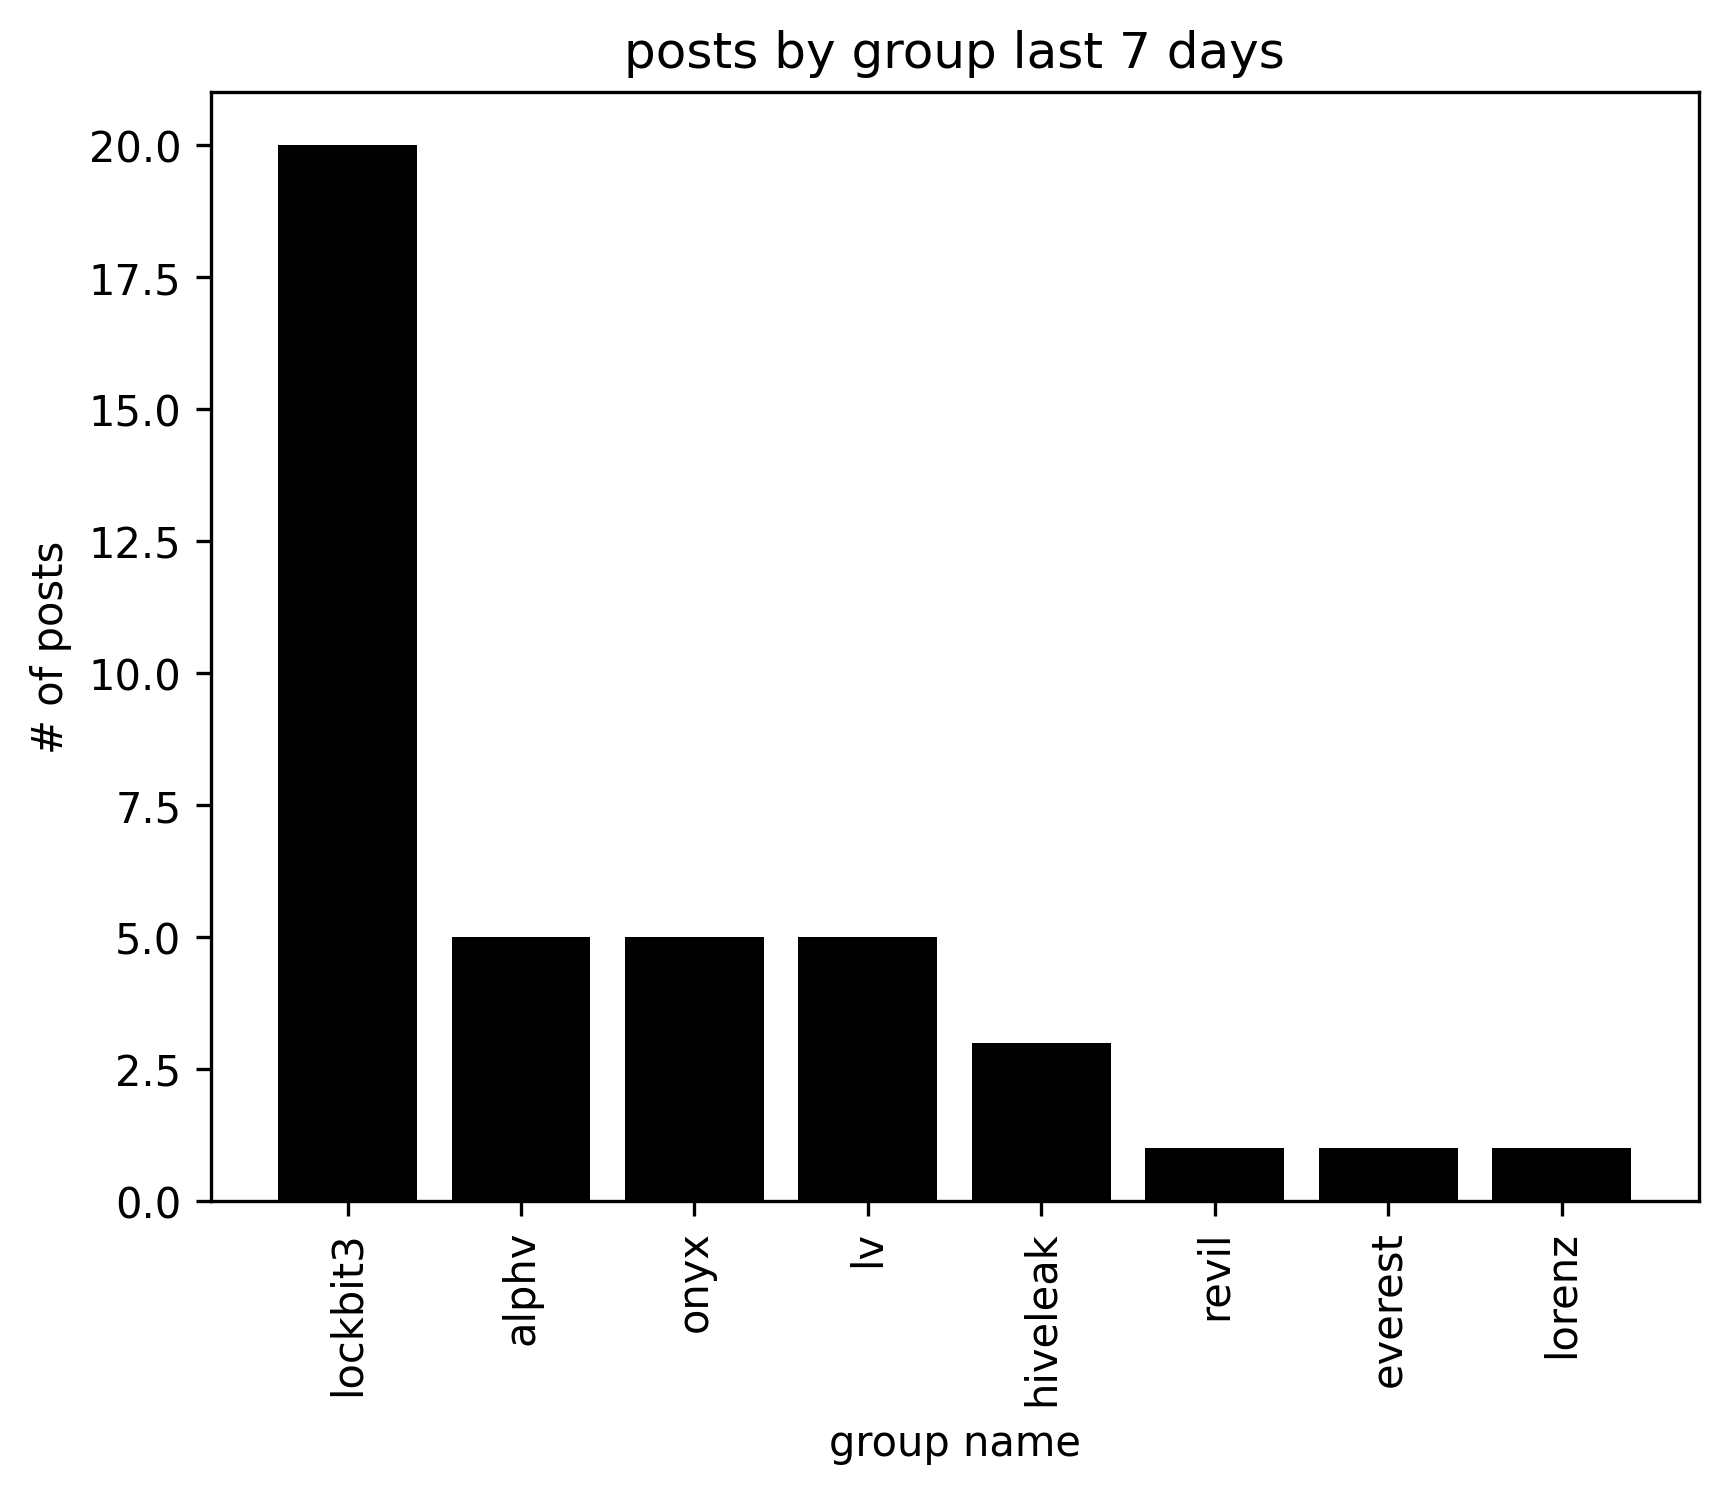 posts by group last 7 days
# of posts
20.0
17.5
15.0
12.5
10.0
7.5
5.0
2.5
0.0
lockbit3
alphv
onyx
lv
hiveleak
revil
everest
lorenz
group name